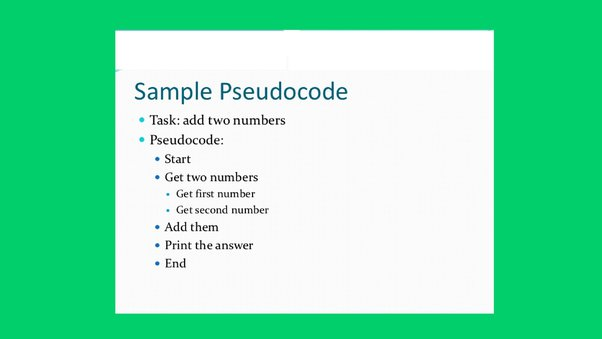 Sample Pseudocode
• Task: add two numbers
• Pseudocode:
• Start
• Get two numbers
• Get first number
• Get second number
• Add them
• Print the answer
• End